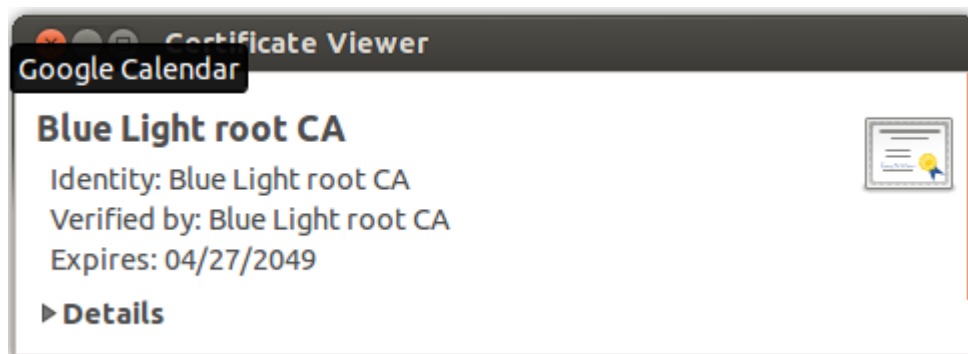 Certificate Viewer
Google Calendar
Blue Light root CA
Identity: Blue Light root CA
Verified by: Blue Light root CA
Expires: 04/27/2049
Details